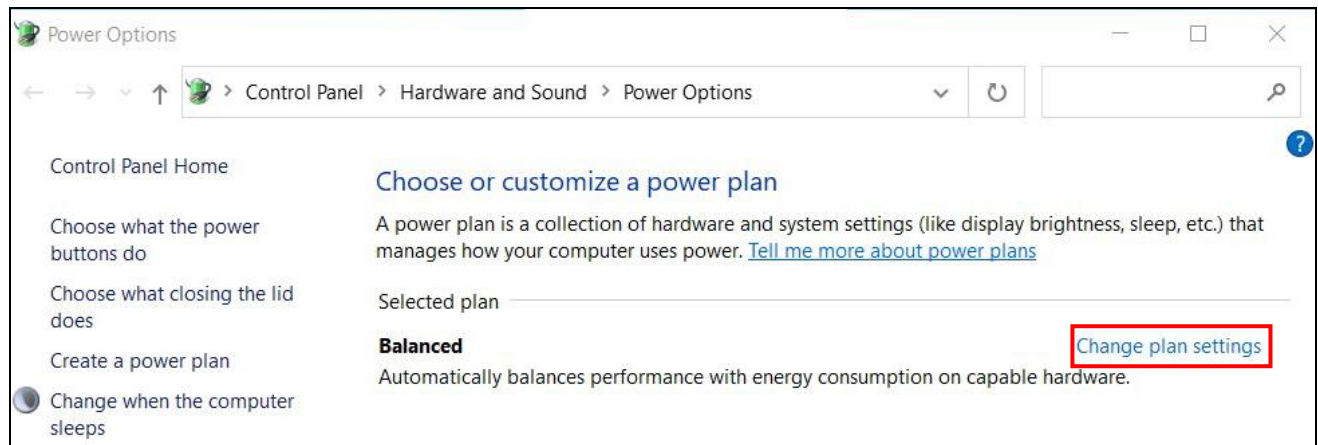 Power Options
Control Panel > Hardware and Sound > Power Options
?
Control Panel Home
Choose what the power
buttons do
Choose what closing the lid
does
Create a power plan
Change when the computer
sleeps
Choose or customize a power plan
A power plan is a collection of hardware and system settings (like display brightness, sleep, etc.) that
manages how your computer uses power. Tell me more about power plans
Selected plan
Balanced
Change plan settings
Automatically balances performance with energy consumption on capable hardware.